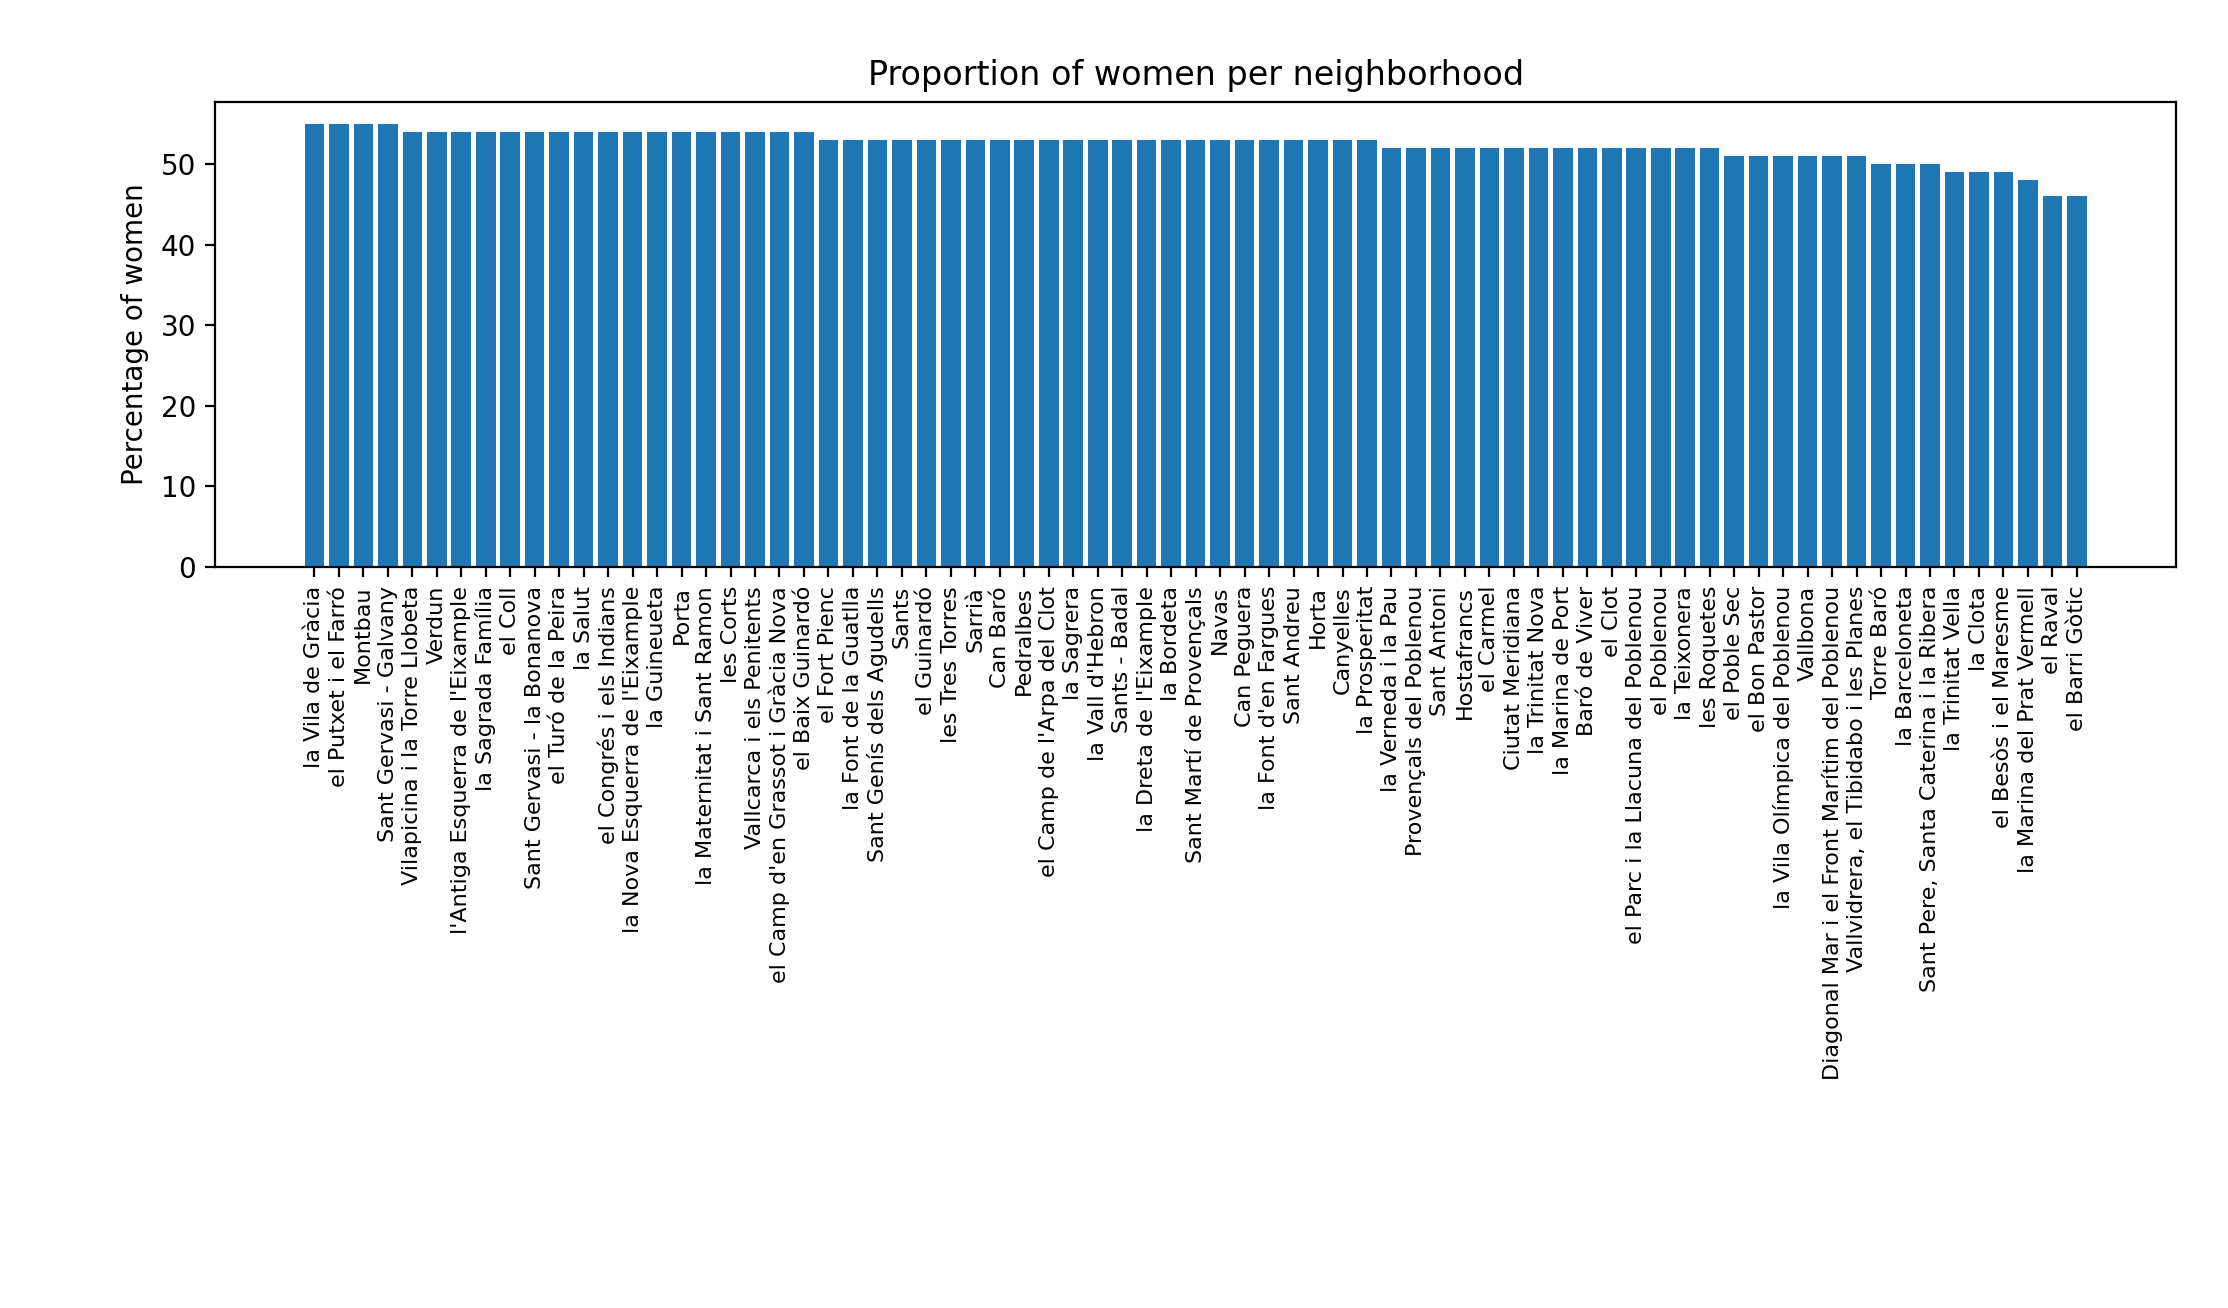 Proportion of women per neighborhood
Percentage of women
50
40
30
20
10
0
la Vila de Gràcia
el Putxet i el Farró
Montbau
Sant Gervasi - Galvany
Vilapicina i la Torre Llobeta
Verdun
l'Antiga Esquerra de l'Eixample
la Sagrada Família
el Coll
Sant Gervasi - la Bonanova
el Turó de la Peira
la Salut
el Congrés i els Indians
la Nova Esquerra de l'Eixample
la Guineueta
Porta
la Maternitat i Sant Ramon
les Corts
Vallcarca i els Penitents
el Camp d'en Grassot i Gràcia Nova
el Baix Guinardó
el Fort Pienc
la Font de la Guatlla
Sant Genís dels Agudells
Sants
el Guinardó
les Tres Torres
Sarrià
Can Baró
Pedralbes
el Camp de l'Arpa del Clot
la Sagrera
la Vall d'Hebron
Sants - Badal
la Dreta de l'Eixample
la Bordeta
Sant Martí de Provençals
Navas
Can Peguera
la Font d'en Fargues
Sant Andreu
Horta
Canyelles
la Prosperitat
la Verneda i la Pau
Provençals del Poblenou
Sant Antoni
Hostafrancs
el Carmel
Ciutat Meridiana
la Trinitat Nova
la Marina de Port
Baró de Viver
el Clot
el Parc i la Llacuna del Poblenou
el Poblenou
la Teixonera
les Roquetes
el Poble Sec
el Bon Pastor
la Vila Olímpica del Poblenou
Vallbona
Diagonal Mar i el Front Marítim del Poblenou
Vallvidrera, el Tibidabo i les Planes
Torre Baró
la Barceloneta
Sant Pere, Santa Caterina i la Ribera
la Trinitat Vella
la Clota
el Besòs i el Maresme
la Marina del Prat Vermell
el Raval
el Barri Gòtic